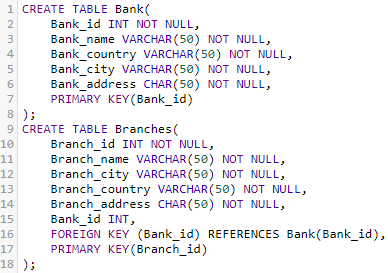 1 CREATE TABLE Bank(
2 Bank_id INT NOT NULL,
3 Bank_name VARCHAR(50) NOT NULL,
4 Bank_country VARCHAR(50) NOT NULL,
5 Bank_city VARCHAR(50) NOT NULL,
6 Bank_address CHAR(50) NOT NULL,
7 PRIMARY KEY(Bank_id)
8 );
9 CREATE TABLE Branches(
10 Branch_id INT NOT NULL,
11 Branch_name VARCHAR(50) NOT NULL,
12 Branch_city VARCHAR(50) NOT NULL,
13 Branch_country VARCHAR(50) NOT NULL,
14 Branch_address CHAR(50) NOT NULL,
15 Bank_id INT,
16 FOREIGN KEY (Bank_id) REFERENCES Bank(Bank_id),
17 PRIMARY KEY(Branch_id)
18 );